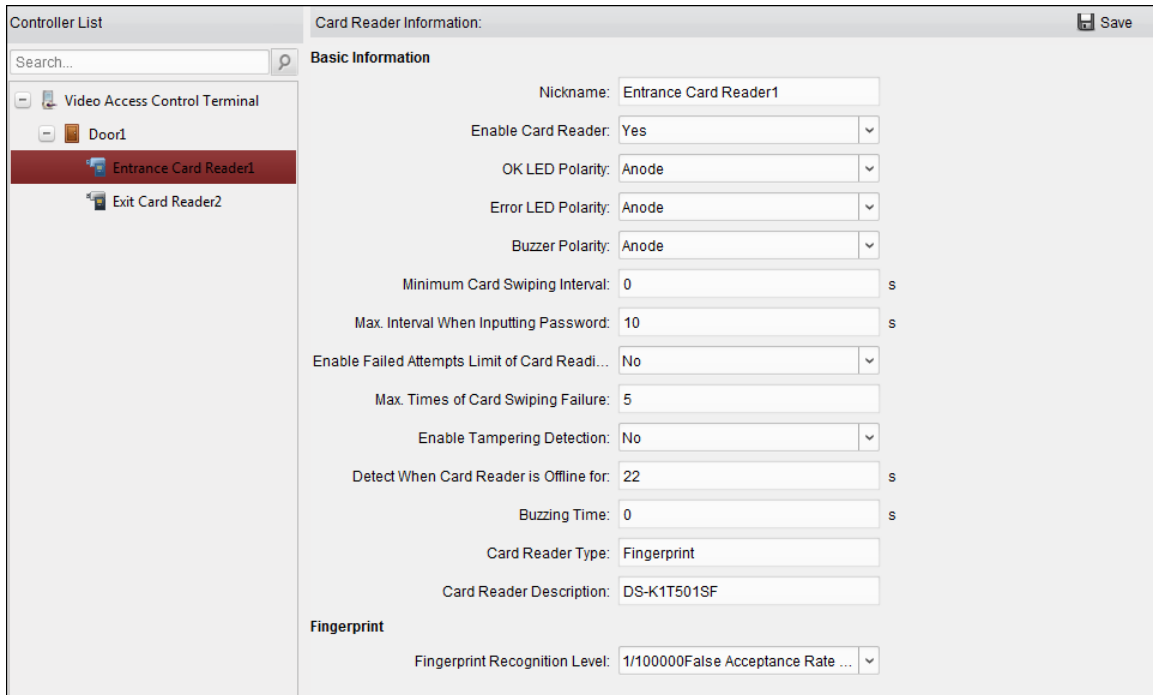 Controller List
Card Reader Information:
Save
Search...
Basic Information
Video Access Control Terminal
Door1
Entrance Card Reader1
Exit Card Reader2
Nickname: Entrance Card Reader1
Enable Card Reader: Yes
OK LED Polarity: Anode
Error LED Polarity: Anode
Buzzer Polarity: Anode
Minimum Card Swiping Interval: 0 s
Max. Interval When Inputting Password: 10 s
Enable Failed Attempts Limit of Card Readi... No
Max. Times of Card Swiping Failure: 5
Enable Tampering Detection: No
Detect When Card Reader is Offline for: 22 s
Buzzing Time: 0 s
Card Reader Type: Fingerprint
Card Reader Description: DS-K1T501SF
Fingerprint
Fingerprint Recognition Level: 1/100000False Acceptance Rate ...